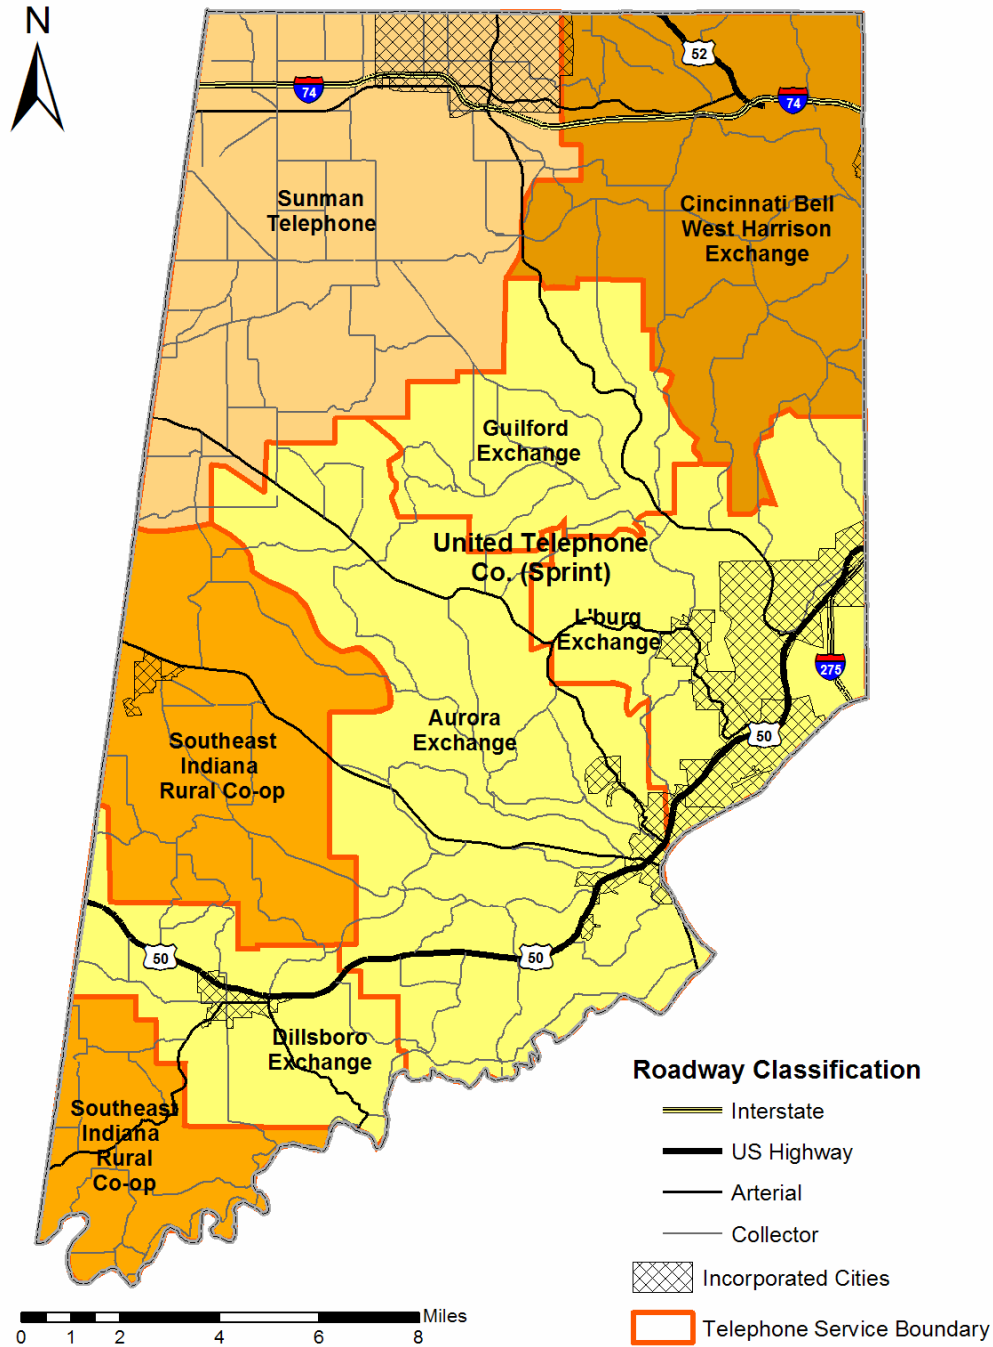 N
52
74
74
Sunman
Telephone
Cincinnati Bell
West Harrison
Exchange
Guilford
Exchange
United Telephone
Co. (Sprint)
L'burg
Exchange
275
50
Aurora
Exchange
Southeast
Indiana
Rural Co-op
50
50
Dillsboro
Exchange
Southeast
Indiana
Rural
Co-op
Roadway Classification
Interstate
US Highway
Arterial
Collector
Incorporated Cities
Telephone Service Boundary
Miles
0 1 2 4 6 8